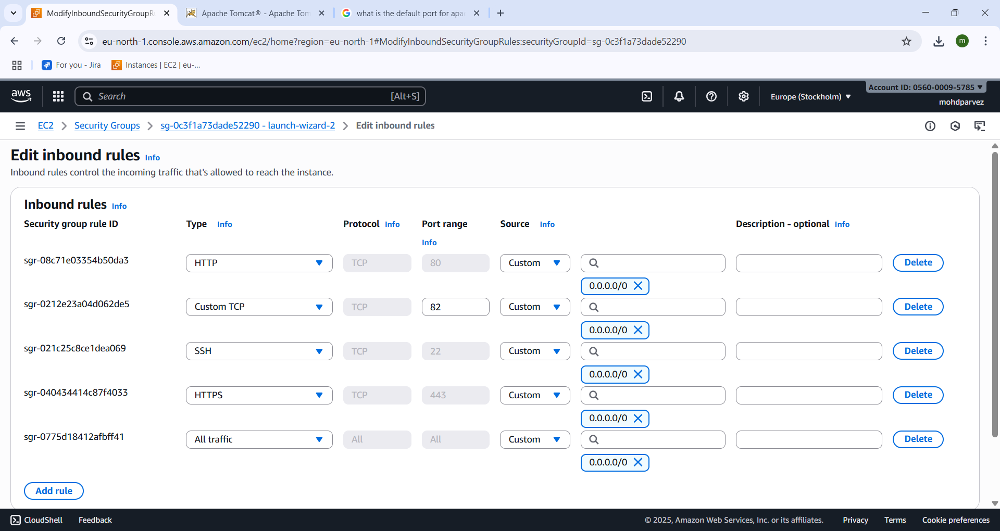 ModifyInboundSecurityGroupR
Apache Tomcat® - Apache Tom
what is the default port for apa
eu-north-1.console.aws.amazon.com/ec2/home?region=eu-north-1#ModifyInboundSecurityGroupRules:securityGroupId=sg-0c3f1a73dade52290
m
For you - Jira
Instances | EC2 | eu-...
aws
Search
[Alt+S]
Europe (Stockholm)
Account ID: 0560-0009-5785
mohdparvez
EC2 > Security Groups > sg-0c3f1a73dade52290 - launch-wizard-2 > Edit inbound rules
Edit inbound rules Info
Inbound rules control the incoming traffic that's allowed to reach the instance.
Inbound rules Info
Security group rule ID Type Info Protocol Info Port range Source Info Description - optional Info
Info
sgr-08c71e03354b50da3 HTTP TCP 80 Custom Delete
0.0.0.0/0
sgr-0212e23a04d062de5 Custom TCP TCP 82 Custom Delete
0.0.0.0/0
sgr-021c25c8ce1dea069 SSH TCP 22 Custom Delete
0.0.0.0/0
sgr-040434414c87f4033 HTTPS TCP 443 Custom Delete
0.0.0.0/0
sgr-0775d18412afbff41 All traffic All All Custom Delete
0.0.0.0/0
Add rule
CloudShell Feedback © 2025, Amazon Web Services, Inc. or its affiliates. Privacy Terms Cookie preferences